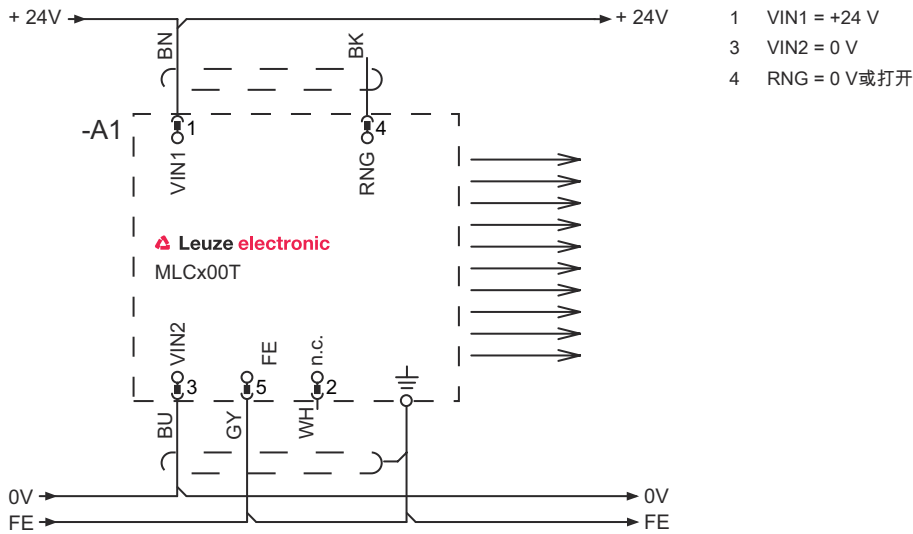 + 24V
+ 24V
1 VIN1 = +24 V
3 VIN2 = 0 V
4 RNG = 0 V或打开
BN
BK
-A1
1
4
VIN1
RNG
Leuze electronic
MLCx00T
VIN2
FE
n.c.
3
5
2
BU
GY
WH
0V
0V
FE
FE